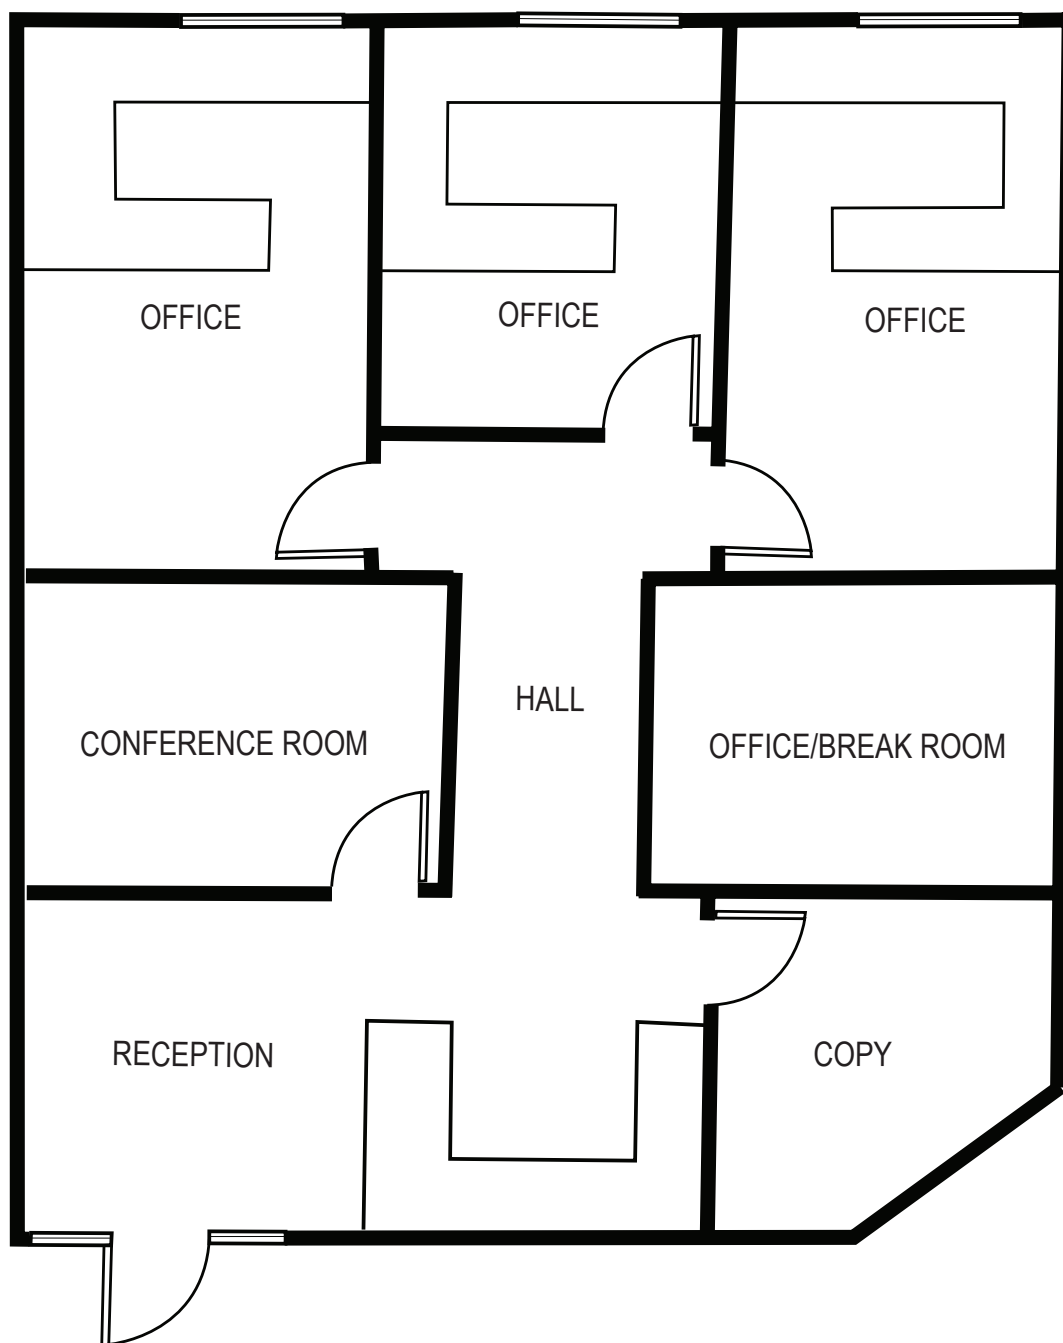 OFFICE
OFFICE
OFFICE
HALL
CONFERENCE ROOM
OFFICE/BREAK ROOM
RECEPTION
COPY